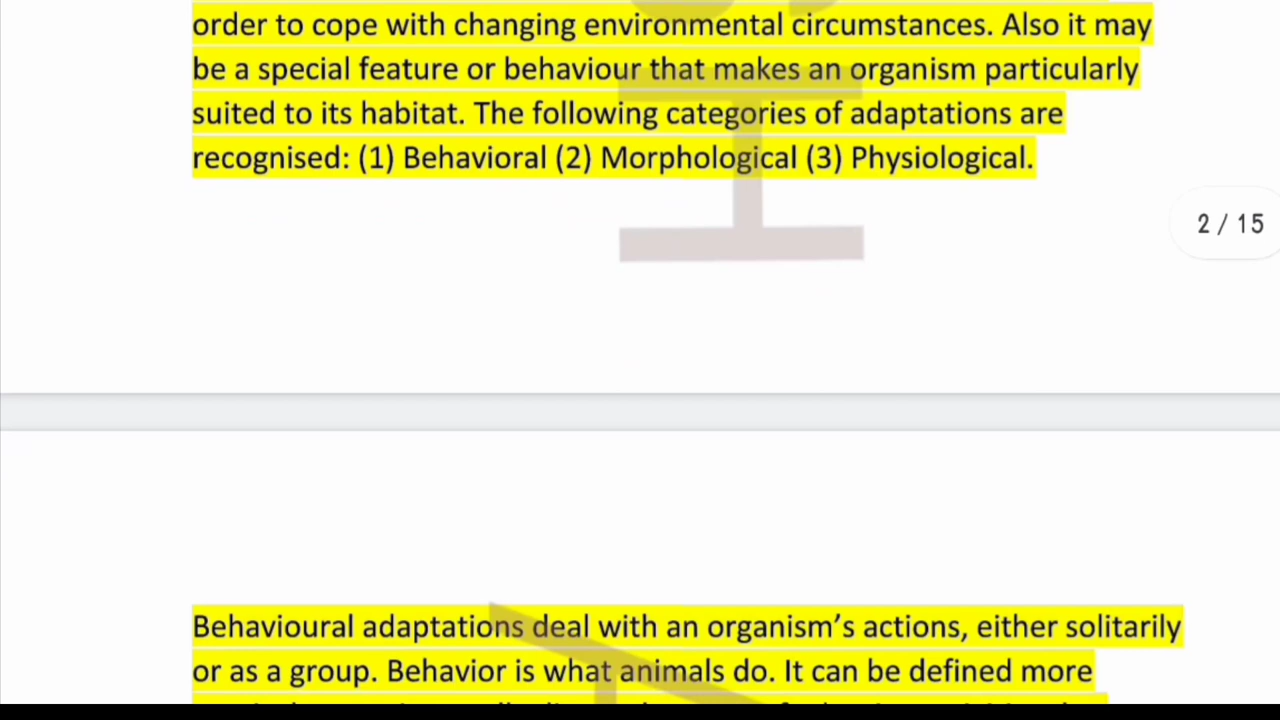 order to cope with changing environmental circumstances. Also it may
be a special feature or behaviour that makes an organism particularly
suited to its habitat. The following categories of adaptations are
recognised: (1) Behavioral (2) Morphological (3) Physiological.
2 / 15
Behavioural adaptations deal with an organism’s actions, either solitarily
or as a group. Behavior is what animals do. It can be defined more